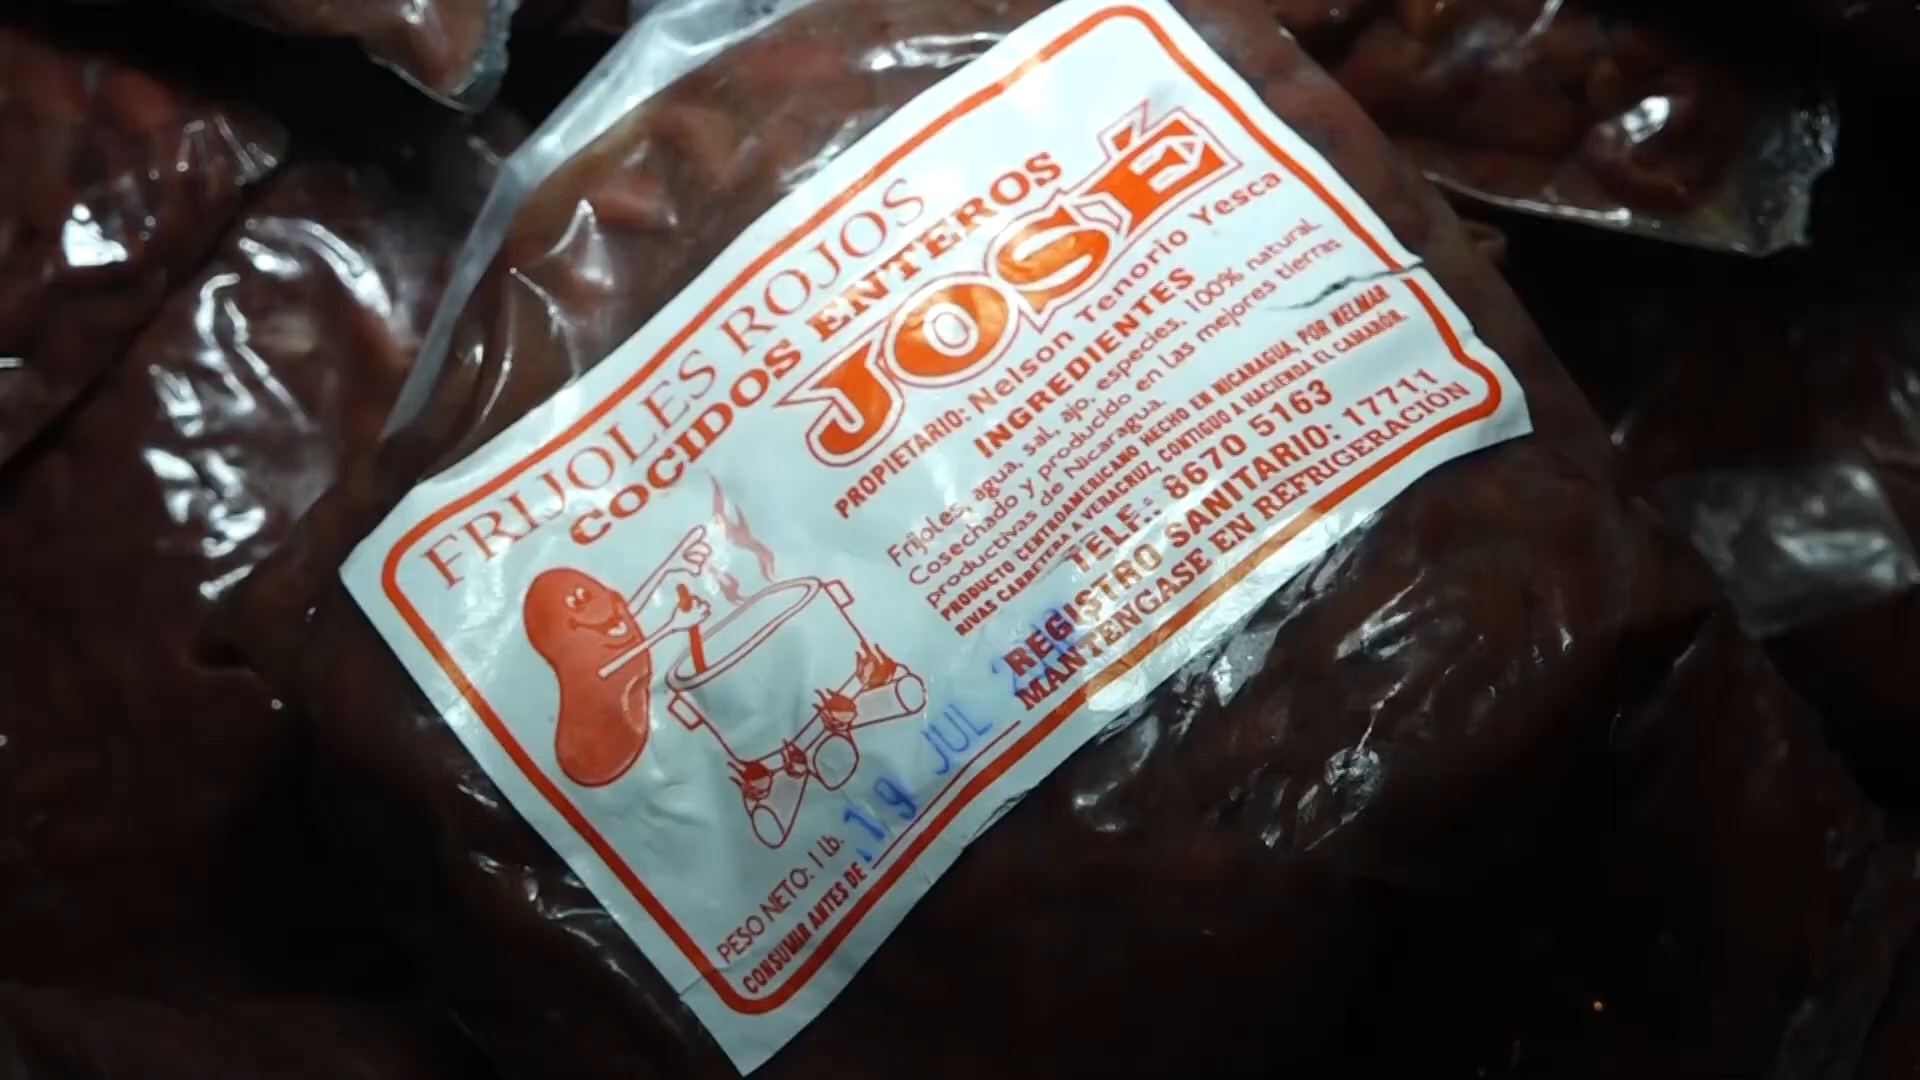 FRIJOLES ROJOS
COCIDOS ENTEROS
JOSÉ
PROPIETARIO: Nelson Tenorio Yesca
INGREDIENTES
Frijoles, agua, sal, ajo, especies. 100% natural.
Cosechado y producido en las mejores tierras
productivas de Nicaragua.
PRODUCTO CENTROAMERICANO HECHO EN NICARAGUA, POR NELMAR
RIVAS CARRETERA A VERACRUZ, CONTIGUO A HACIENDA EL CAMARÓN.
TELF.: 8670 5163
REGISTRO SANITARIO: 17711
MANTENGASE EN REFRIGERACIÓN
PESO NETO: 1 lb.
CONSUMIR ANTES DE 19 JUL